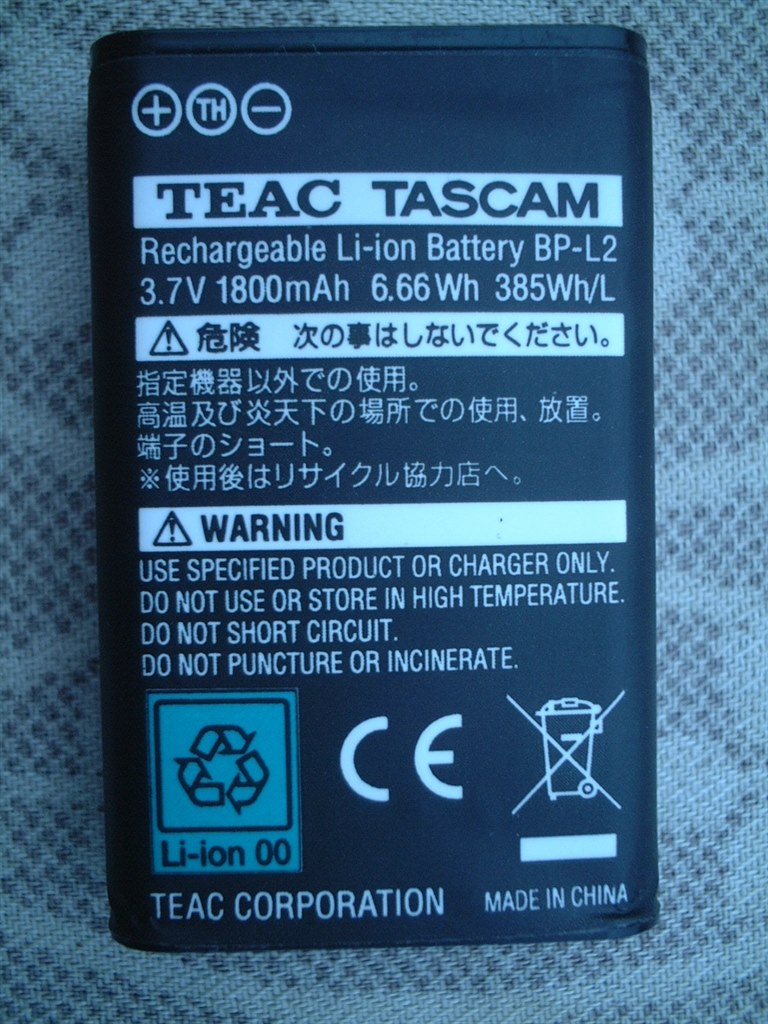 + TH −
TEAC TASCAM
Rechargeable Li-ion Battery BP-L2
3.7V 1800mAh 6.66Wh 385Wh/L
危険 次の事はしないでください。
指定機器以外での使用。
高温及び炎天下の場所での使用、放置。
端子のショート。
※使用後はリサイクル協力店へ。
WARNING
USE SPECIFIED PRODUCT OR CHARGER ONLY.
DO NOT USE OR STORE IN HIGH TEMPERATURE.
DO NOT SHORT CIRCUIT.
DO NOT PUNCTURE OR INCINERATE.
CE
Li-ion 00
TEAC CORPORATION MADE IN CHINA